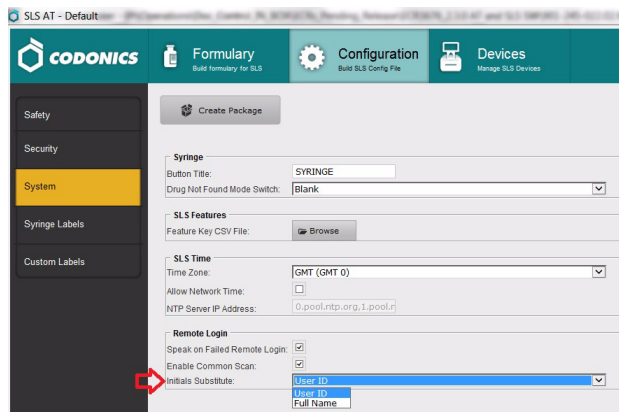 SLS AT - Default
CODONICS
Formulary
Build formulary for SLS
Configuration
Build SLS Config File
Devices
Manage SLS Devices
Safety
Security
System
Syringe Labels
Custom Labels
Create Package
Syringe
Button Title: SYRINGE
Drug Not Found Mode Switch: Blank
SLS Features
Feature Key CSV File: Browse
SLS Time
Time Zone: GMT (GMT 0)
Allow Network Time:
NTP Server IP Address: 0.pool.ntp.org,1.pool.r
Remote Login
Speak on Failed Remote Login:
Enable Common Scan:
Initials Substitute: User ID
User ID
Full Name